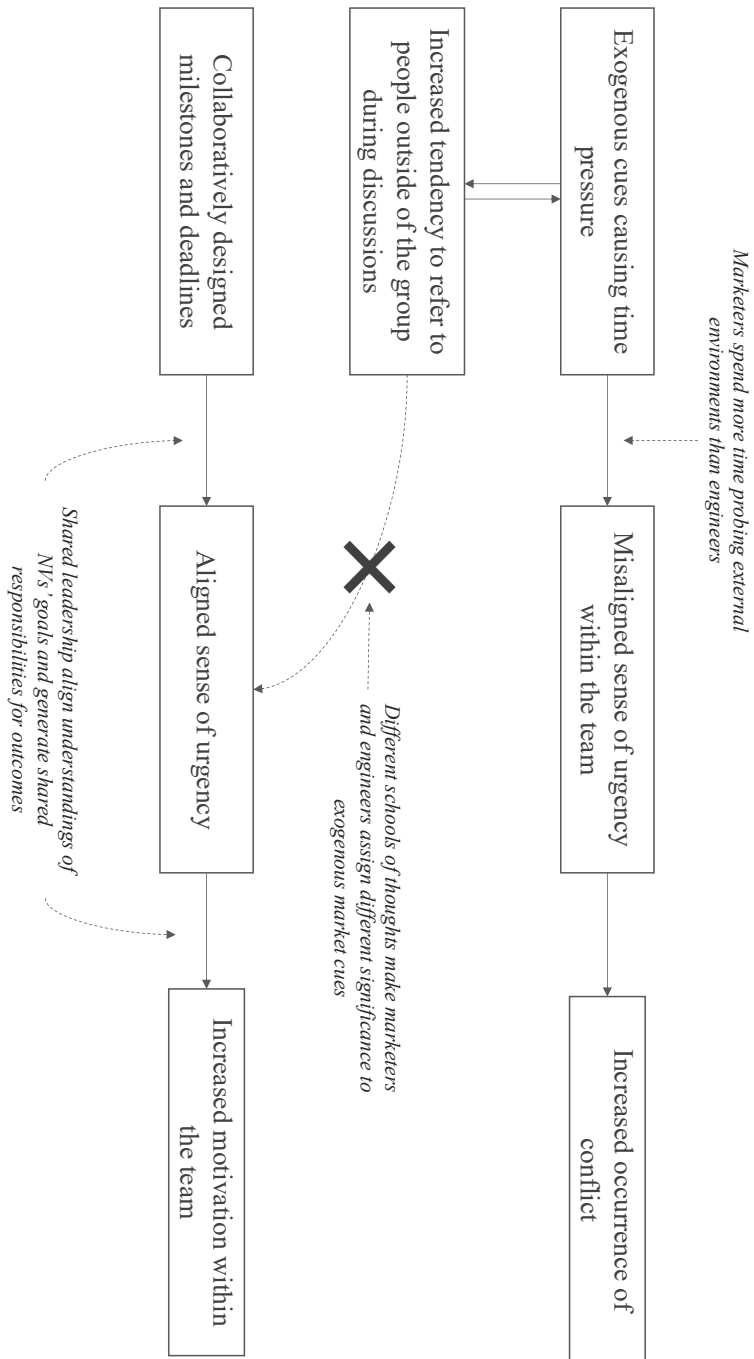 Marketers spend more time probing external
environments than engineers
Exogenous cues causing time
pressure
Misaligned sense of urgency
within the team
Increased occurrence of
conflict
Increased tendency to refer to
people outside of the group
during discussions
Different schools of thoughts make marketers
and engineers assign different significance to
exogenous market cues
Collaboratively designed
milestones and deadlines
Aligned sense of urgency
Increased motivation within
the team
Shared leadership align understandings of
NVs' goals and generate shared
responsibilities for outcomes